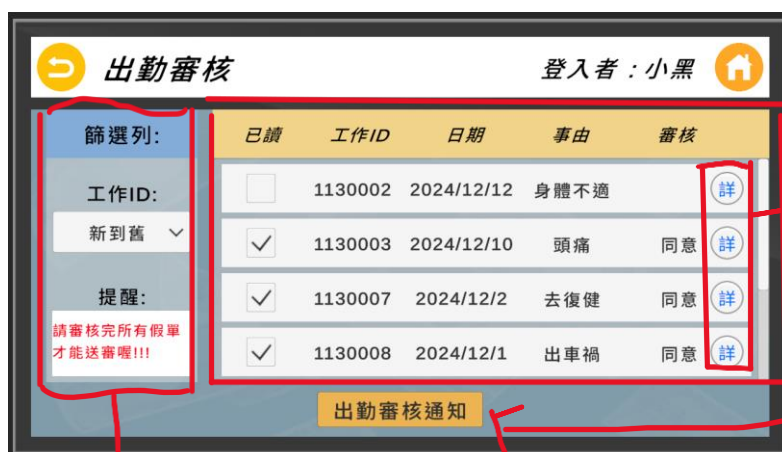 出勤審核 登入者：小黑
篩選列:
工作ID:
新到舊
提醒:
請審核完所有假單
才能送審喔!!!
已讀 工作ID 日期 事由 審核
1130002 2024/12/12 身體不適 詳
1130003 2024/12/10 頭痛 同意 詳
1130007 2024/12/2 去復健 同意 詳
1130008 2024/12/1 出車禍 同意 詳
出勤審核通知